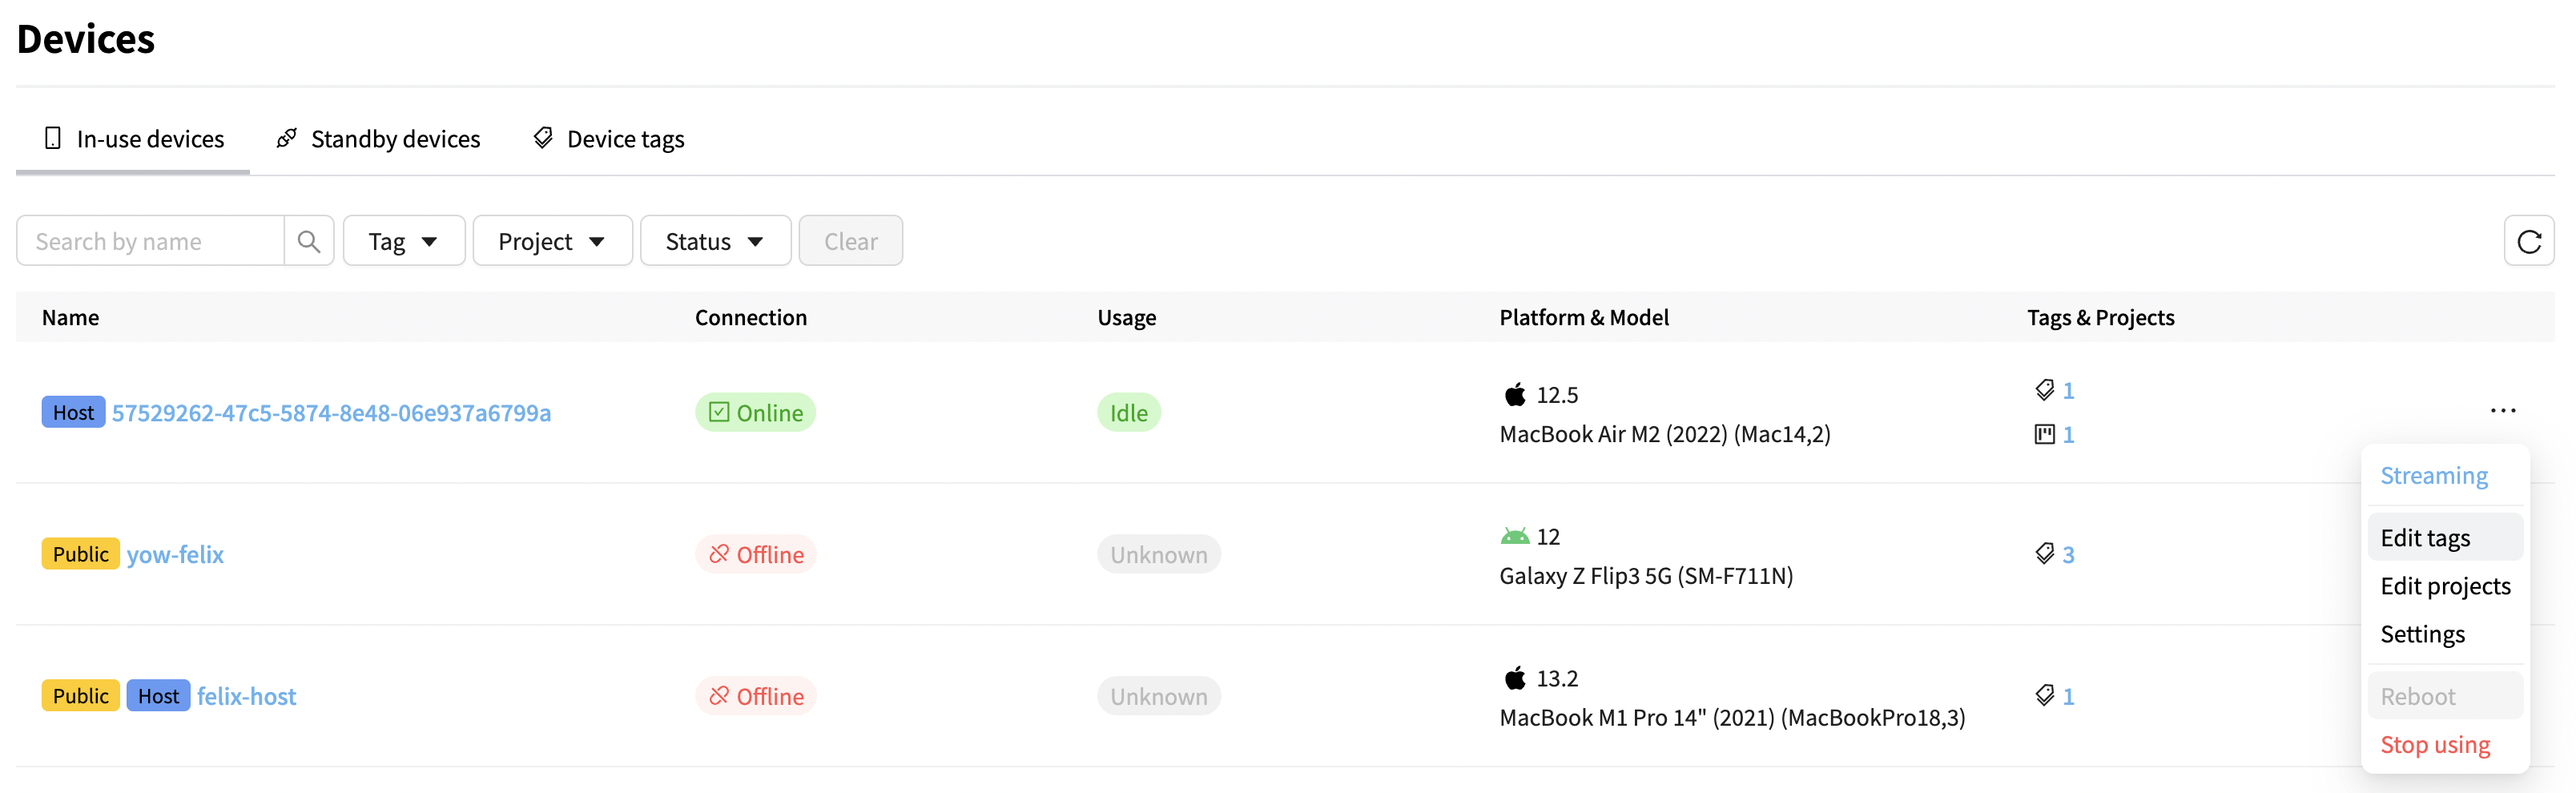 Devices
In-use devices Standby devices Device tags
Search by name Tag Project Status Clear
Name Connection Usage Platform & Model Tags & Projects
Host 57529262-47c5-5874-8e48-06e937a6799a Online Idle 12.5 1
MacBook Air M2 (2022) (Mac14,2) 1
Streaming
Public yow-felix Offline Unknown 12 3
Galaxy Z Flip3 5G (SM-F711N)
Edit tags
Edit projects
Settings
Public Host felix-host Offline Unknown 13.2 1
MacBook M1 Pro 14" (2021) (MacBookPro18,3)
Reboot
Stop using